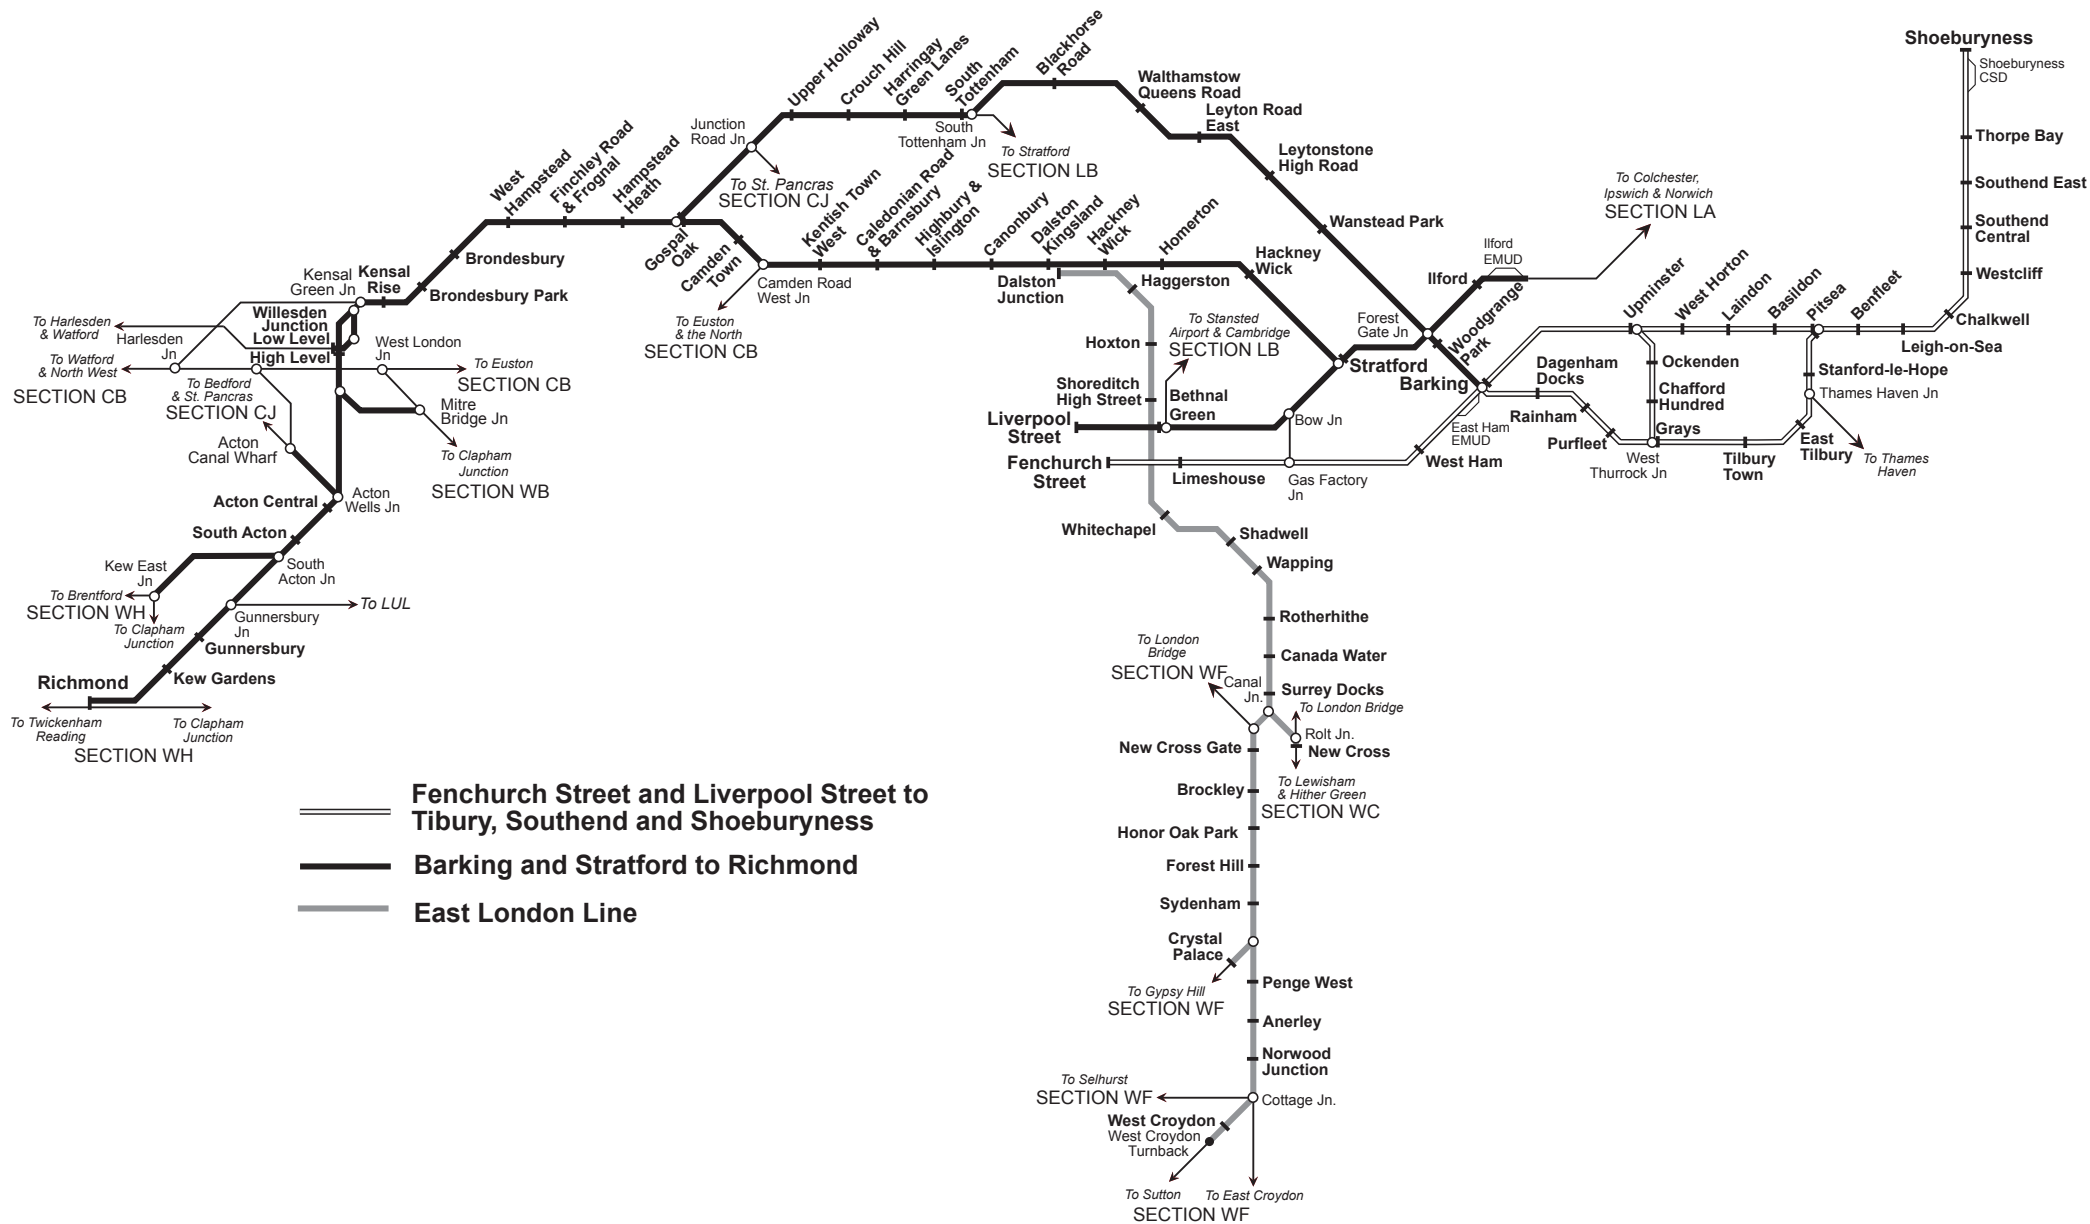 Shoeburyness
Shoeburyness
CSD
Thorpe Bay
Southend East
Southend
Central
Westcliff
Chalkwell
Leigh-on-Sea
Benfleet
Pitsea
Basildon
Laindon
West Horton
Upminster
Ockenden
Chafford
Hundred
Grays
West
Thurrock Jn
Stanford-le-Hope
Thames Haven Jn
To Thames
Haven
East
Tilbury
Tilbury
Town
Purfleet
Rainham
Dagenham
Docks
To Colchester,
Ipswich & Norwich
SECTION LA
Ilford
EMUD
Ilford
Woodgrange
Park
Forest
Gate Jn
Barking
East Ham
EMUD
West Ham
Stratford
Bow Jn
Gas Factory
Jn
Limeshouse
Fenchurch
Street
Liverpool
Street
Bethnal
Green
To Stansted
Airport & Cambridge
SECTION LB
Wanstead Park
Leytonstone
High Road
Leyton Road
East
Walthamstow
Queens Road
Blackhorse
Road
South
Tottenham
South
Tottenham Jn
To Stratford
SECTION LB
Harringay
Green Lanes
Crouch Hill
Upper Holloway
Junction
Road Jn
To St. Pancras
SECTION CJ
Gospal
Oak
Camden
Town
Camden Road
West Jn
To Euston
& the North
SECTION CB
Kentish Town
West
Caledonian Road
& Barnsbury
Highbury &
Islington
Canonbury
Dalston
Kingsland
Hackney
Wick
Homerton
Hackney
Wick
Hampstead
Heath
Finchley Road
& Frognal
West
Hampstead
Brondesbury
Brondesbury Park
Kensal
Rise
Kensal
Green Jn
Willesden
Junction
Low Level
High Level
To Harlesden
& Watford
Harlesden
Jn
To Watford
& North West
SECTION CB
To Bedford
& St. Pancras
SECTION CJ
West London
Jn
To Euston
SECTION CB
Mitre
Bridge Jn
To Clapham
Junction
SECTION WB
Acton
Canal Wharf
Acton
Wells Jn
Acton Central
South Acton
South
Acton Jn
Kew East
Jn
To Brentford
SECTION WH
To Clapham
Junction
To LUL
Gunnersbury
Jn
Gunnersbury
Kew Gardens
Richmond
To Twickenham
Reading
To Clapham
Junction
SECTION WH
Dalston
Junction
Haggerston
Hoxton
Shoreditch
High Street
Whitechapel
Shadwell
Wapping
Rotherhithe
Canada Water
Surrey Docks
To London
Bridge
SECTION WF
Canal
Jn.
To London Bridge
Rolt Jn.
New Cross
To Lewisham
& Hither Green
SECTION WC
New Cross Gate
Brockley
Honor Oak Park
Forest Hill
Sydenham
Crystal
Palace
To Gypsy Hill
SECTION WF
Penge West
Anerley
Norwood
Junction
To Selhurst
SECTION WF
Cottage Jn.
West Croydon
West Croydon
Turnback
To Sutton
To East Croydon
SECTION WF
Fenchurch Street and Liverpool Street to
Tibury, Southend and Shoeburyness
Barking and Stratford to Richmond
East London Line